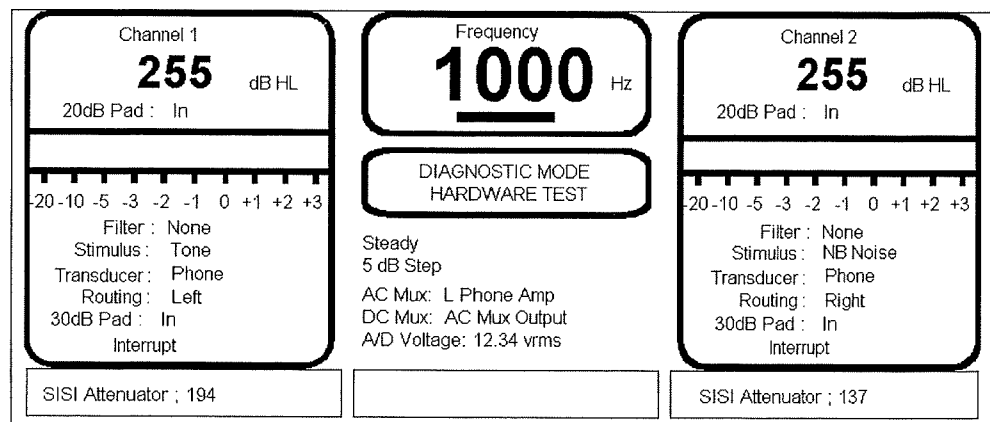 Channel 1
255 dB HL
20dB Pad : In
-20 -10 -5 -3 -2 -1 0 +1 +2 +3
Filter : None
Stimulus : Tone
Transducer : Phone
Routing : Left
30dB Pad : In
Interrupt
SISI Attenuator ; 194
Frequency
1000 Hz
DIAGNOSTIC MODE
HARDWARE TEST
Steady
5 dB Step
AC Mux: L Phone Amp
DC Mux: AC Mux Output
A/D Voltage: 12.34 vrms
Channel 2
255 dB HL
20dB Pad : In
-20 -10 -5 -3 -2 -1 0 +1 +2 +3
Filter : None
Stimulus : NB Noise
Transducer : Phone
Routing : Right
30dB Pad : In
Interrupt
SISI Attenuator ; 137